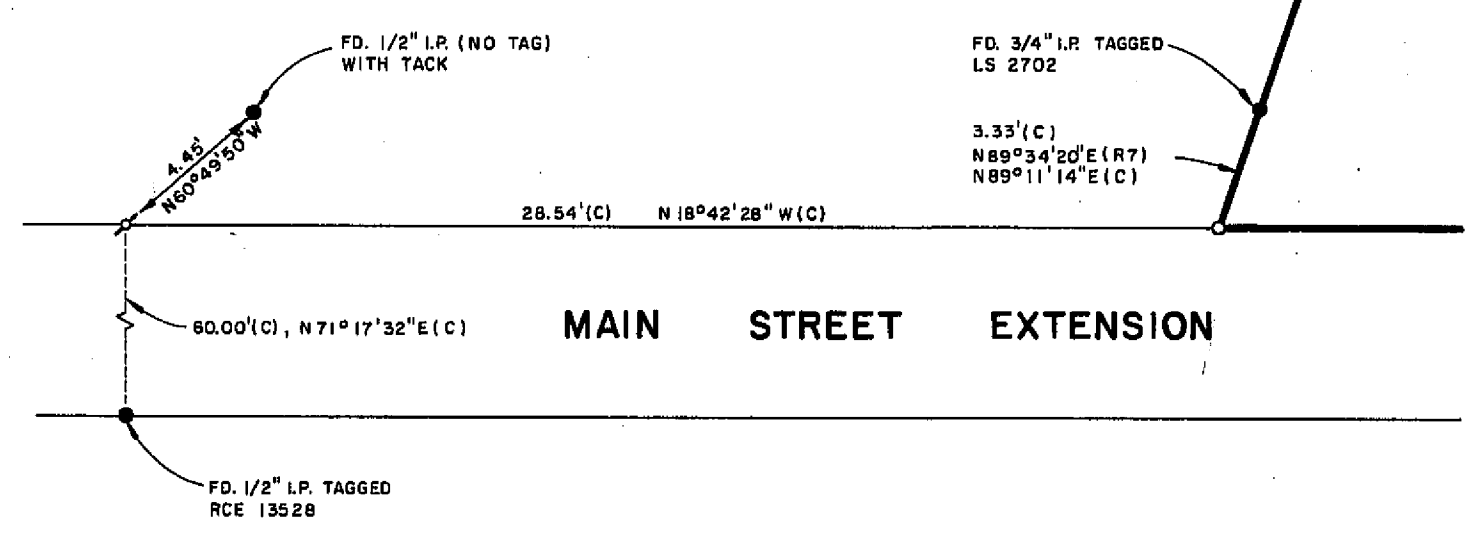 FD. 1/2" I.P. (NO TAG)
WITH TACK
FD. 3/4" I.P. TAGGED
LS 2702
4.45'
N60°49'50" W
3.33'(C)
N89°34'20"E(R7)
N89°11'14"E(C)
28.54'(C) N18°42'28" W(C)
60.00'(C), N71°17'32"E(C)
MAIN STREET EXTENSION
FD. 1/2" I.P. TAGGED
RCE 13528